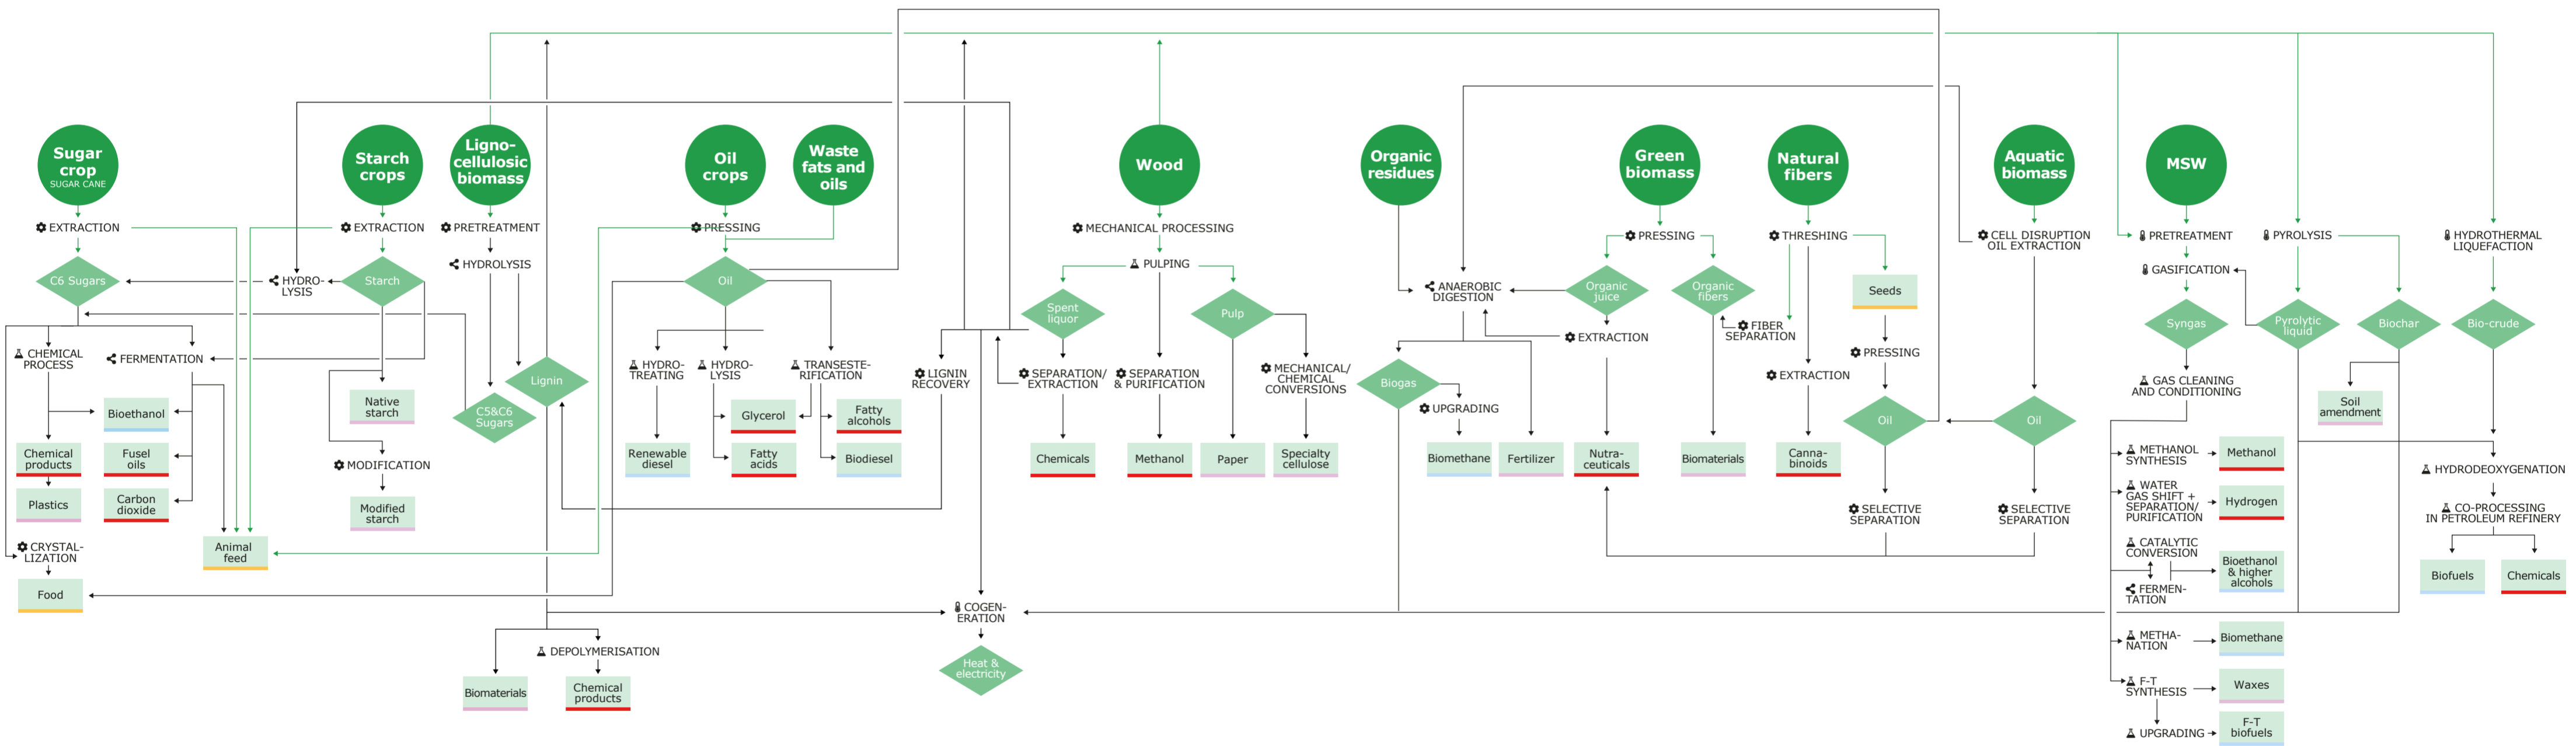 Sugar
crop
SUGAR CANE
Starch
crops
Ligno-
cellulosic
biomass
Oil
crops
Waste
fats and
oils
Wood
Organic
residues
Green
biomass
Natural
fibers
Aquatic
biomass
MSW
EXTRACTION
EXTRACTION
PRETREATMENT
PRESSING
MECHANICAL PROCESSING
PRESSING
THRESHING
CELL DISRUPTION
OIL EXTRACTION
PRETREATMENT
PYROLYSIS
HYDROTHERMAL
LIQUEFACTION
HYDROLYSIS
PULPING
GASIFICATION
C6 Sugars
HYDRO-
LYSIS
Starch
Oil
ANAEROBIC
DIGESTION
Organic
juice
Organic
fibers
Seeds
Spent
liquor
Pulp
Syngas
Pyrolytic
liquid
Biochar
Bio-crude
FIBER
SEPARATION
EXTRACTION
PRESSING
CHEMICAL
PROCESS
FERMENTATION
HYDRO-
TREATING
HYDRO-
LYSIS
TRANSESTE-
RIFICATION
LIGNIN
RECOVERY
SEPARATION/
EXTRACTION
SEPARATION
& PURIFICATION
MECHANICAL/
CHEMICAL
CONVERSIONS
Lignin
Biogas
EXTRACTION
GAS CLEANING
AND CONDITIONING
Native
starch
C5&C6
Sugars
Bioethanol
Glycerol
Fatty
alcohols
UPGRADING
Oil
Oil
Soil
amendment
Chemical
products
Fusel
oils
MODIFICATION
Renewable
diesel
Fatty
acids
Biodiesel
Chemicals
Methanol
Paper
Specialty
cellulose
Biomethane
Fertilizer
Nutra-
ceuticals
Biomaterials
Canna-
binoids
METHANOL
SYNTHESIS
Methanol
HYDRODEOXYGENATION
Plastics
Carbon
dioxide
Modified
starch
SELECTIVE
SEPARATION
SELECTIVE
SEPARATION
WATER
GAS SHIFT +
SEPARATION/
PURIFICATION
Hydrogen
CO-PROCESSING
IN PETROLEUM REFINERY
CRYSTAL-
LIZATION
Animal
feed
CATALYTIC
CONVERSION
FERMEN-
TATION
Bioethanol
& higher
alcohols
Biofuels
Chemicals
Food
COGEN-
ERATION
DEPOLYMERISATION
Heat &
electricity
METHA-
NATION
Biomethane
Biomaterials
Chemical
products
F-T
SYNTHESIS
Waxes
UPGRADING
F-T
biofuels